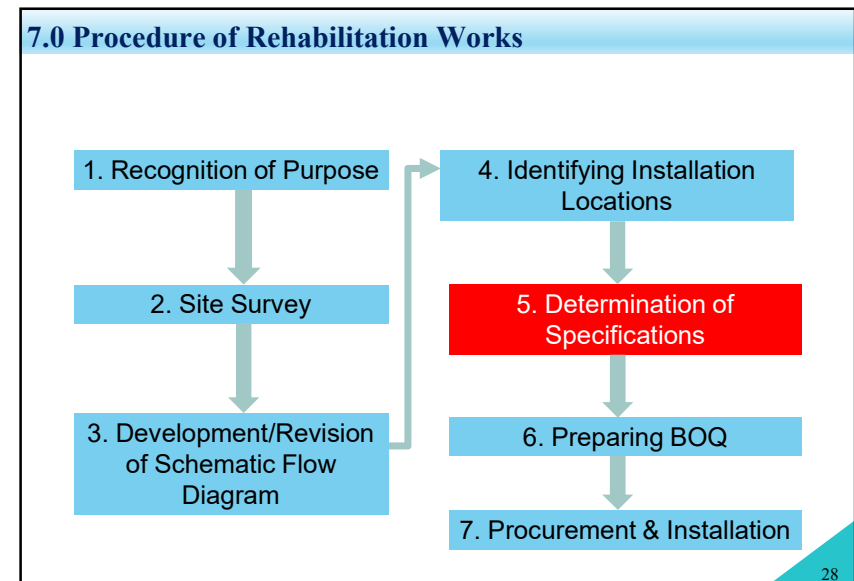 7.0 Procedure of Rehabilitation Works
1. Recognition of Purpose
2. Site Survey
3. Development/Revision
of Schematic Flow
Diagram
4. Identifying Installation
Locations
5. Determination of
Specifications
6. Preparing BOQ
7. Procurement & Installation
28